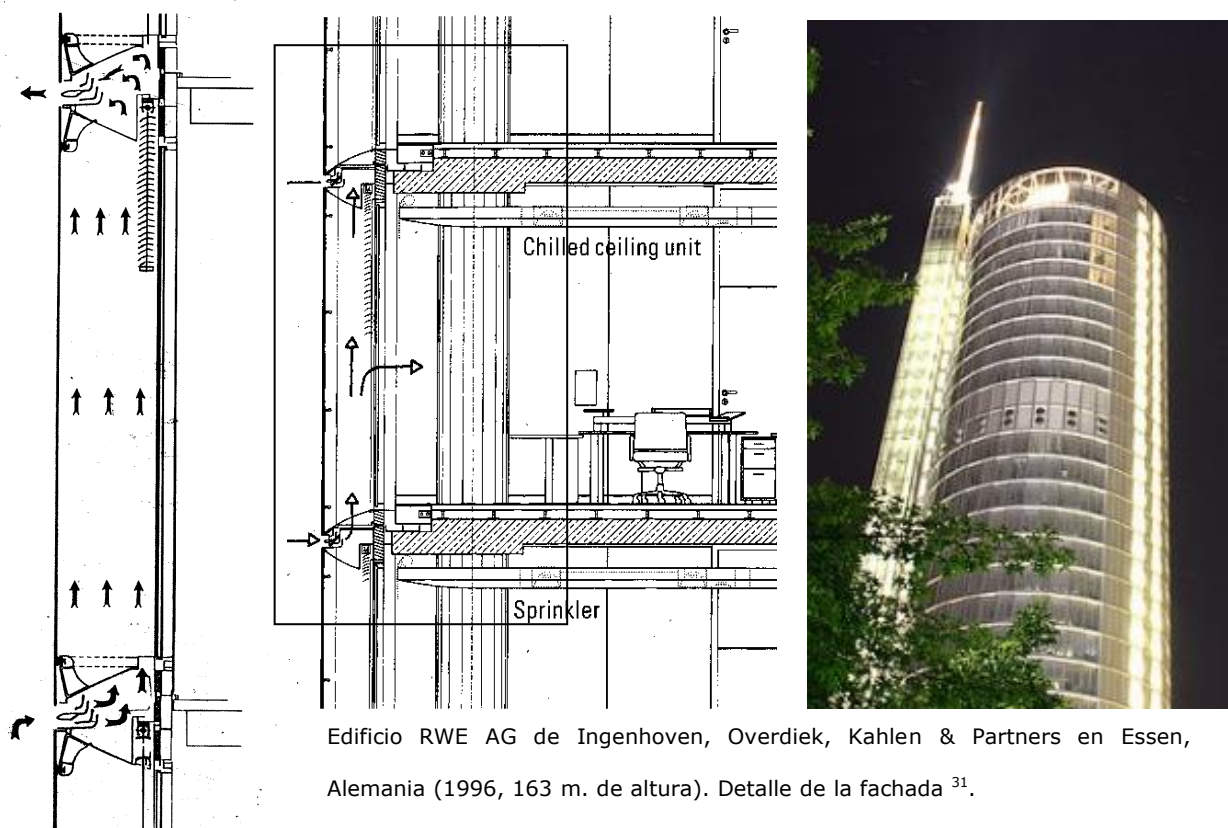 Chilled ceiling unit
Sprinkler
Edificio RWE AG de Ingenhoven, Overdiek, Kahlen & Partners en Essen,
Alemania (1996, 163 m. de altura). Detalle de la fachada ³¹.